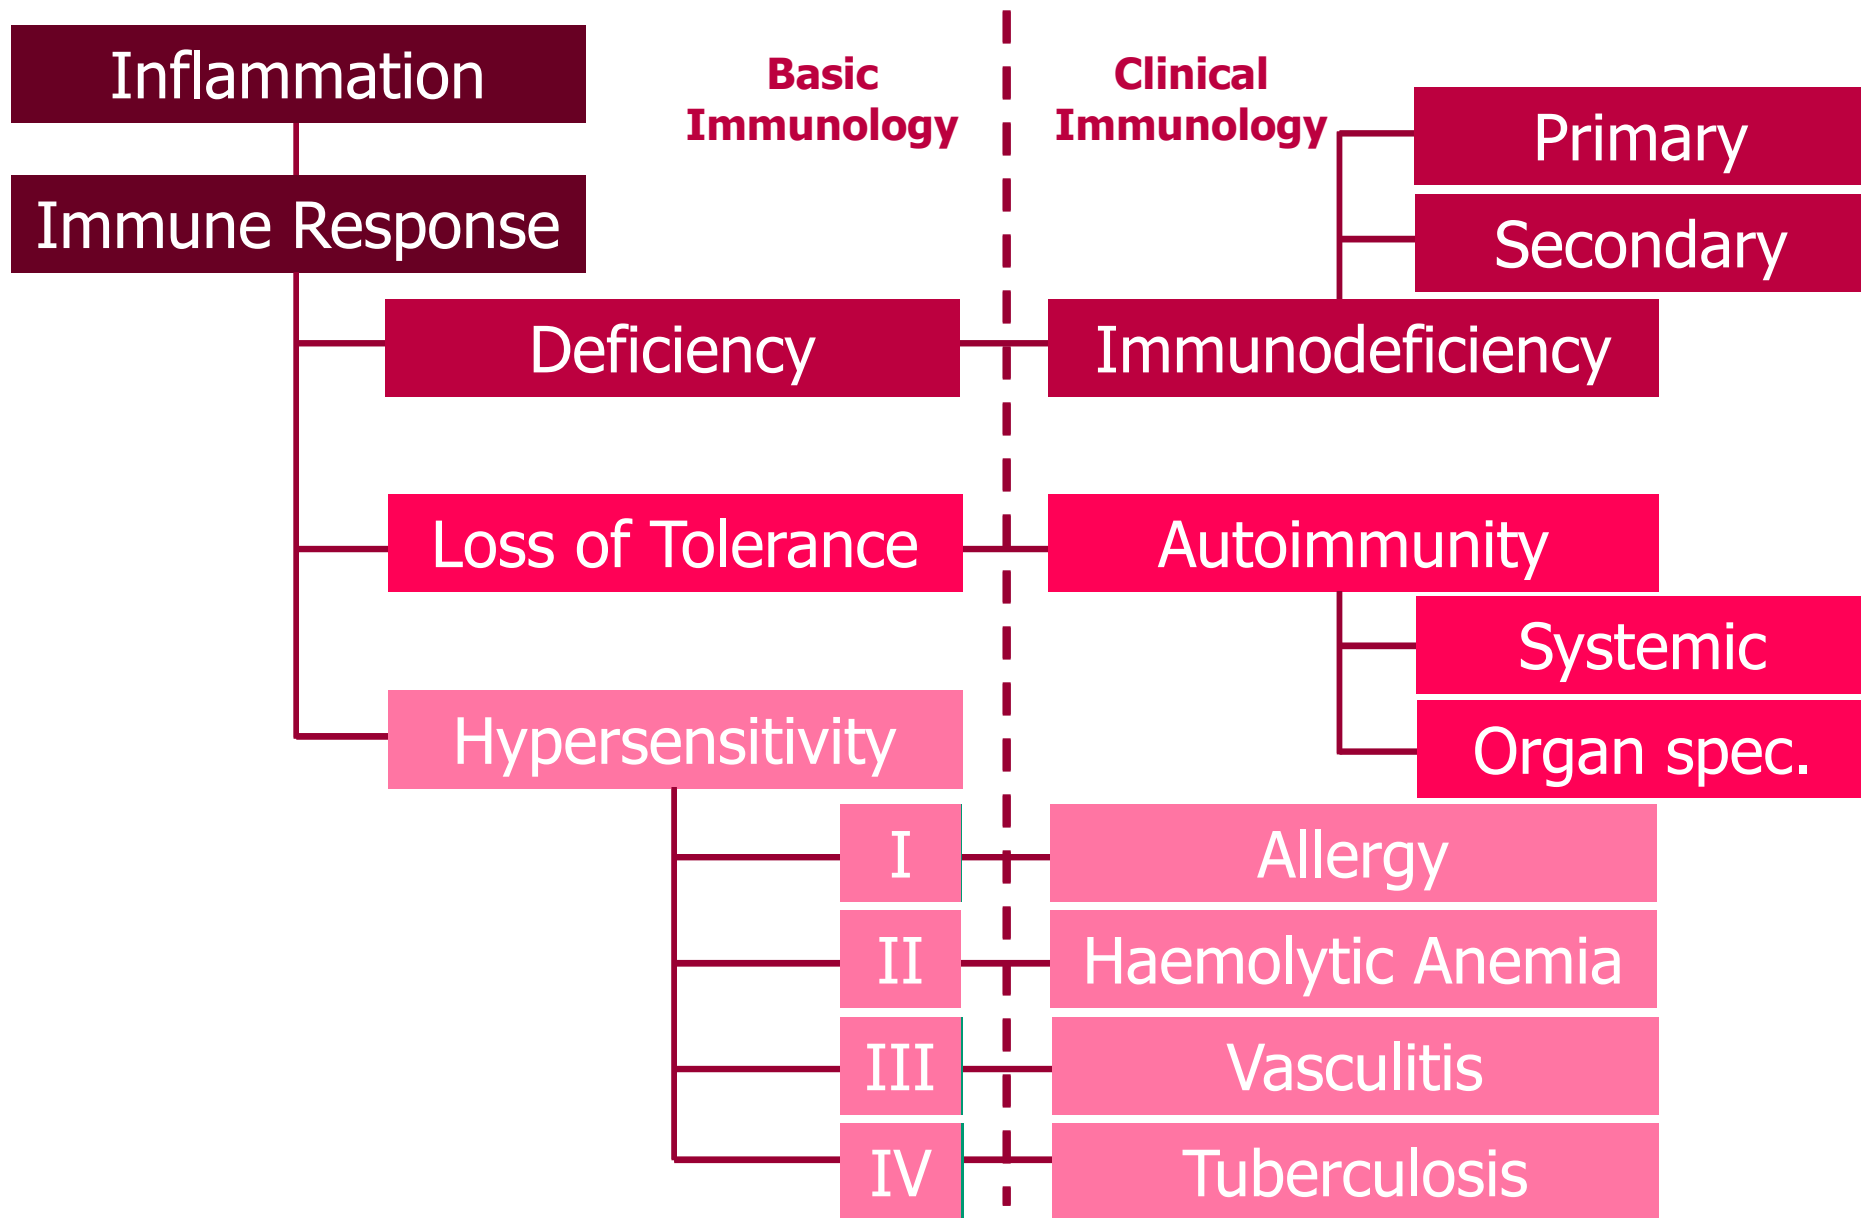 Inflammation
Basic
Immunology
Clinical
Immunology
Primary
Immune Response
Secondary
Deficiency
Immunodeficiency
Loss of Tolerance
Autoimmunity
Systemic
Hypersensitivity
Organ spec.
I
Allergy
II
Haemolytic Anemia
III
Vasculitis
IV
Tuberculosis